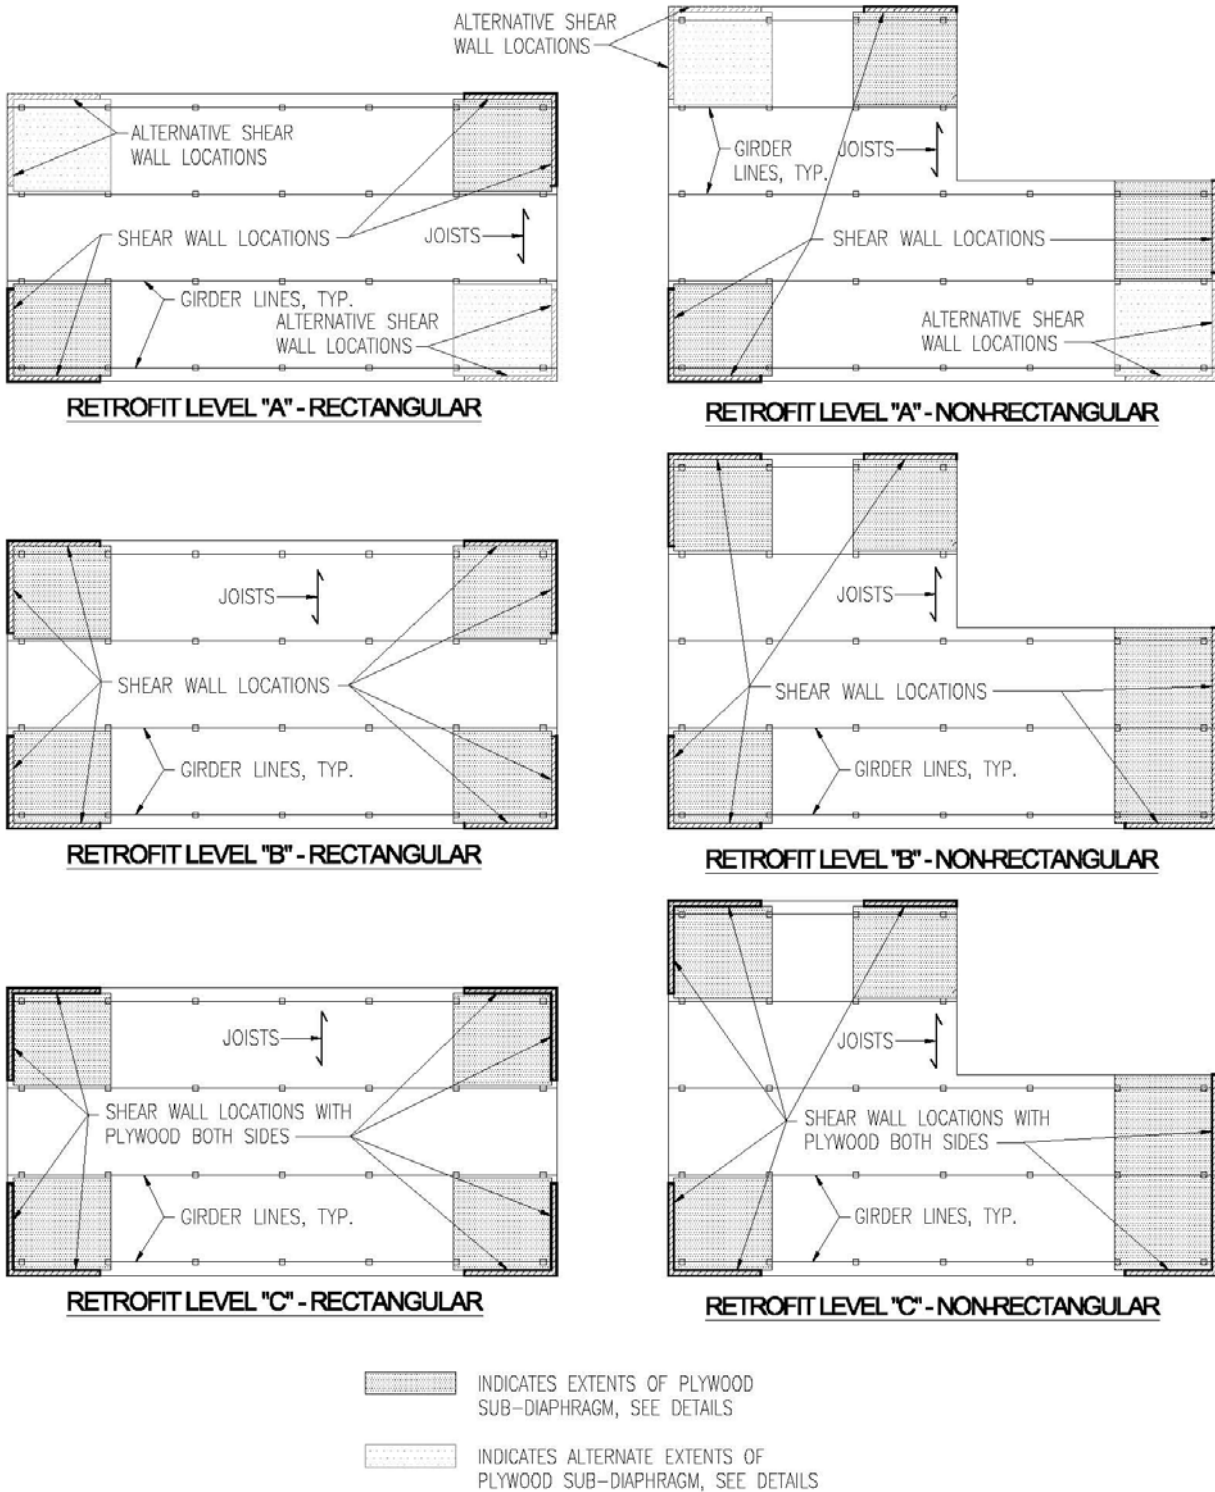 ALTERNATIVE SHEAR
WALL LOCATIONS
JOISTS
SHEAR WALL LOCATIONS
GIRDER LINES, TYP.
ALTERNATIVE SHEAR
WALL LOCATIONS
RETROFIT LEVEL "A" - RECTANGULAR
ALTERNATIVE SHEAR
WALL LOCATIONS
GIRDER
LINES, TYP.
JOISTS
SHEAR WALL LOCATIONS
ALTERNATIVE SHEAR
WALL LOCATIONS
RETROFIT LEVEL "A" - NON-RECTANGULAR
JOISTS
SHEAR WALL LOCATIONS
GIRDER LINES, TYP.
RETROFIT LEVEL "B" - RECTANGULAR
JOISTS
SHEAR WALL LOCATIONS
GIRDER LINES, TYP.
RETROFIT LEVEL "B" - NON-RECTANGULAR
JOISTS
SHEAR WALL LOCATIONS WITH
PLYWOOD BOTH SIDES
GIRDER LINES, TYP.
RETROFIT LEVEL "C" - RECTANGULAR
JOISTS
SHEAR WALL LOCATIONS WITH
PLYWOOD BOTH SIDES
GIRDER LINES, TYP.
RETROFIT LEVEL "C" - NON-RECTANGULAR
INDICATES EXTENTS OF PLYWOOD
SUB-DIAPHRAGM, SEE DETAILS
INDICATES ALTERNATE EXTENTS OF
PLYWOOD SUB-DIAPHRAGM, SEE DETAILS